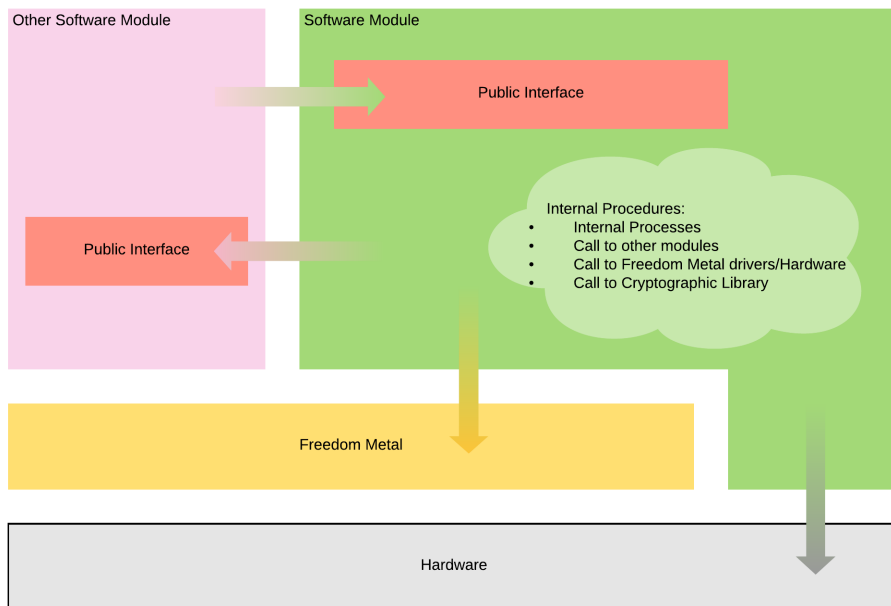 Other Software Module
Software Module
Public Interface
Public Interface
Internal Procedures:
• Internal Processes
• Call to other modules
• Call to Freedom Metal drivers/Hardware
• Call to Cryptographic Library
Freedom Metal
Hardware